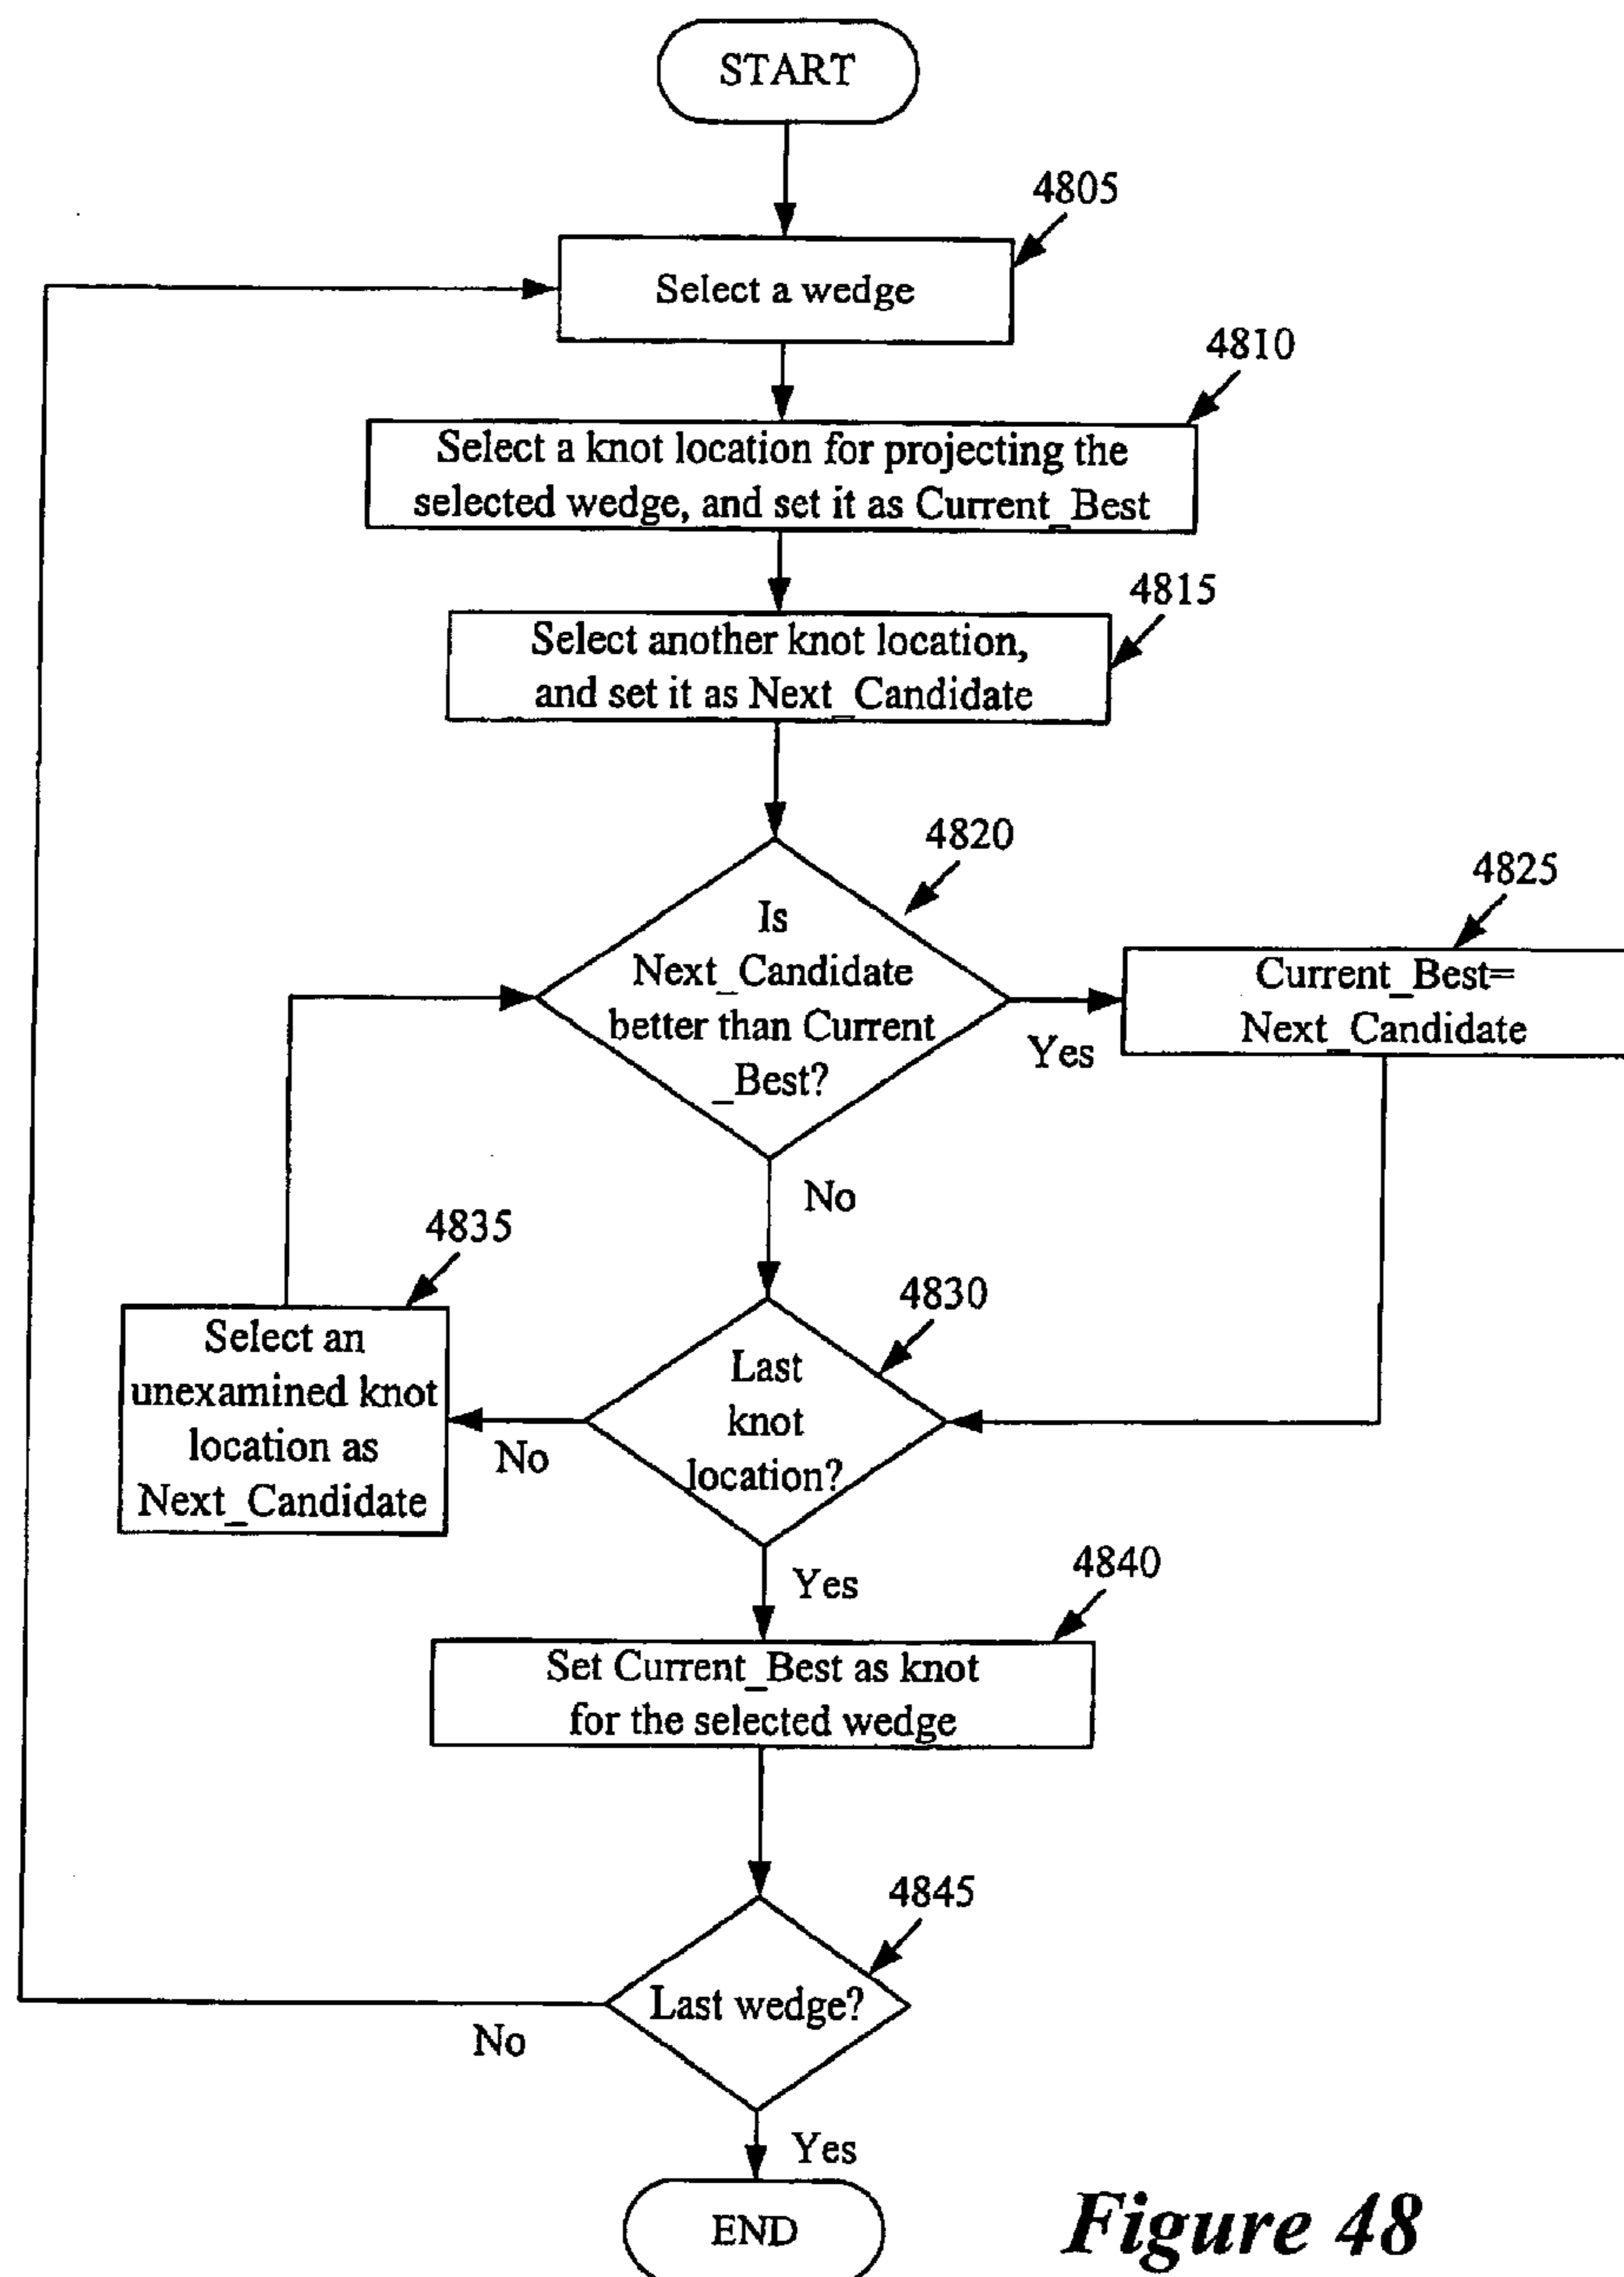 START
4805
Select a wedge
4810
Select a knot location for projecting the
selected wedge, and set it as Current_Best
4815
Select another knot location,
and set it as Next_Candidate
4820
Is
Next_Candidate
better than Current
_Best?
Yes
4825
Current_Best=
Next_Candidate
No
4835
Select an
unexamined knot
location as
Next_Candidate
4830
Last
knot
location?
No
Yes
4840
Set Current_Best as knot
for the selected wedge
4845
Last wedge?
No
Yes
END
Figure 48